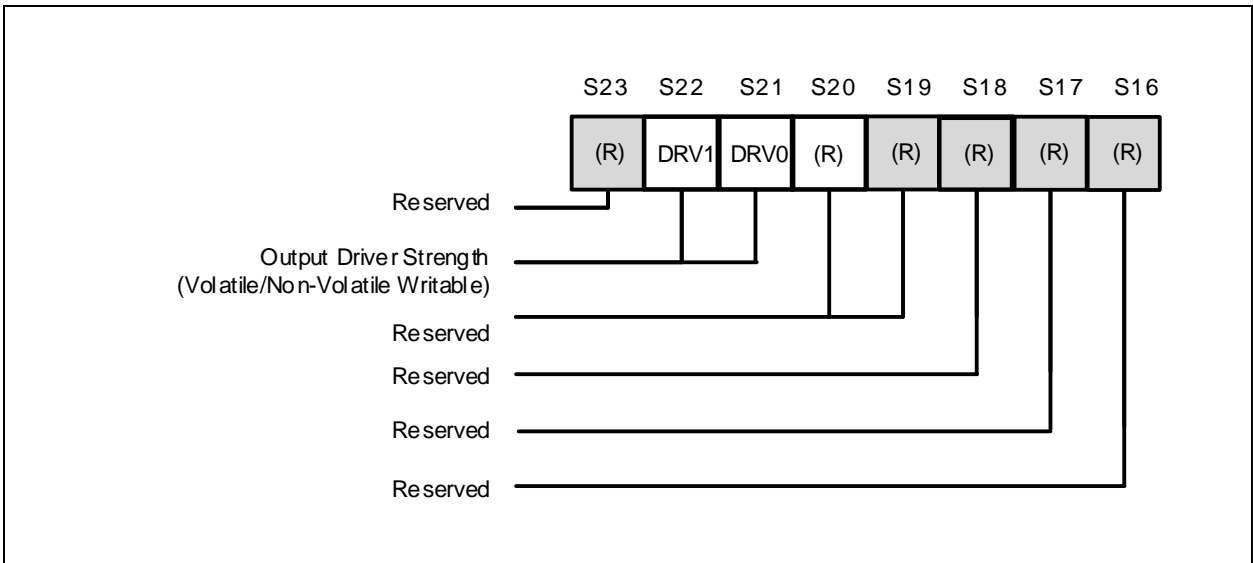 S23 S22 S21 S20 S19 S18 S17 S16
(R) DRV1 DRV0 (R) (R) (R) (R) (R)
Reserved
Output Driver Strength
(Volatile/Non-Volatile Writable)
Reserved
Reserved
Reserved
Reserved